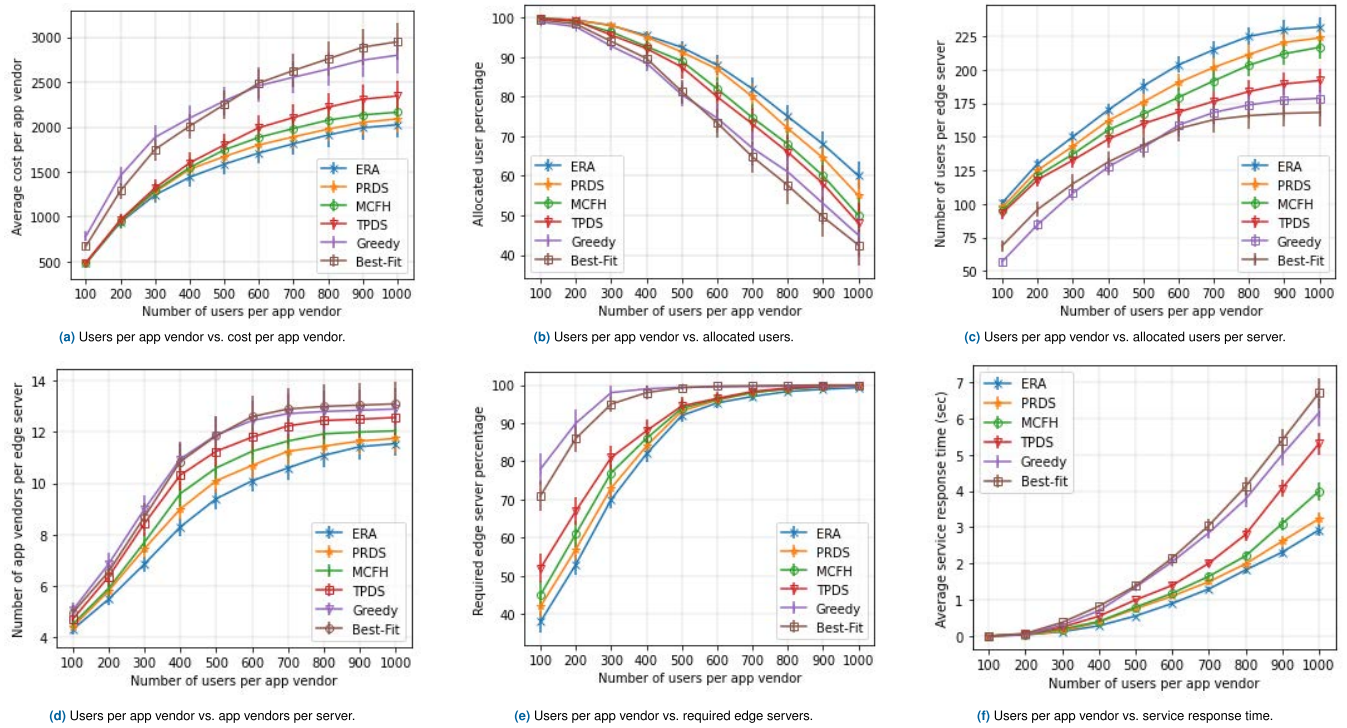 3000
2500
2000
1500
1000
500
Average cost per app vendor
ERA
PRDS
MCFH
TPDS
Greedy
Best-Fit
100 200 300 400 500 600 700 800 900 1000
Number of users per app vendor
(a) Users per app vendor vs. cost per app vendor.
100
90
80
70
60
50
40
Allocated user percentage
ERA
PRDS
MCFH
TPDS
Greedy
Best-Fit
100 200 300 400 500 600 700 800 900 1000
Number of users per app vendor
(b) Users per app vendor vs. allocated users.
225
200
175
150
125
100
75
50
Number of users per edge server
ERA
PRDS
MCFH
TPDS
Greedy
Best-Fit
100 200 300 400 500 600 700 800 900 1000
Number of users per app vendor
(c) Users per app vendor vs. allocated users per server.
14
12
10
8
6
4
Number of app vendors per edge server
ERA
PRDS
MCFH
TPDS
Greedy
Best-Fit
100 200 300 400 500 600 700 800 900 1000
Number of users per app vendor
(d) Users per app vendor vs. app vendors per server.
100
90
80
70
60
50
40
Required edge server percentage
ERA
PRDS
MCFH
TPDS
Greedy
Best-Fit
100 200 300 400 500 600 700 800 900 1000
Number of users per app vendor
(e) Users per app vendor vs. required edge servers.
7
6
5
4
3
2
1
0
Average service response time (sec)
ERA
PRDS
MCFH
TPDS
Greedy
Best-fit
100 200 300 400 500 600 700 800 900 1000
Number of users per app vendor
(f) Users per app vendor vs. service response time.